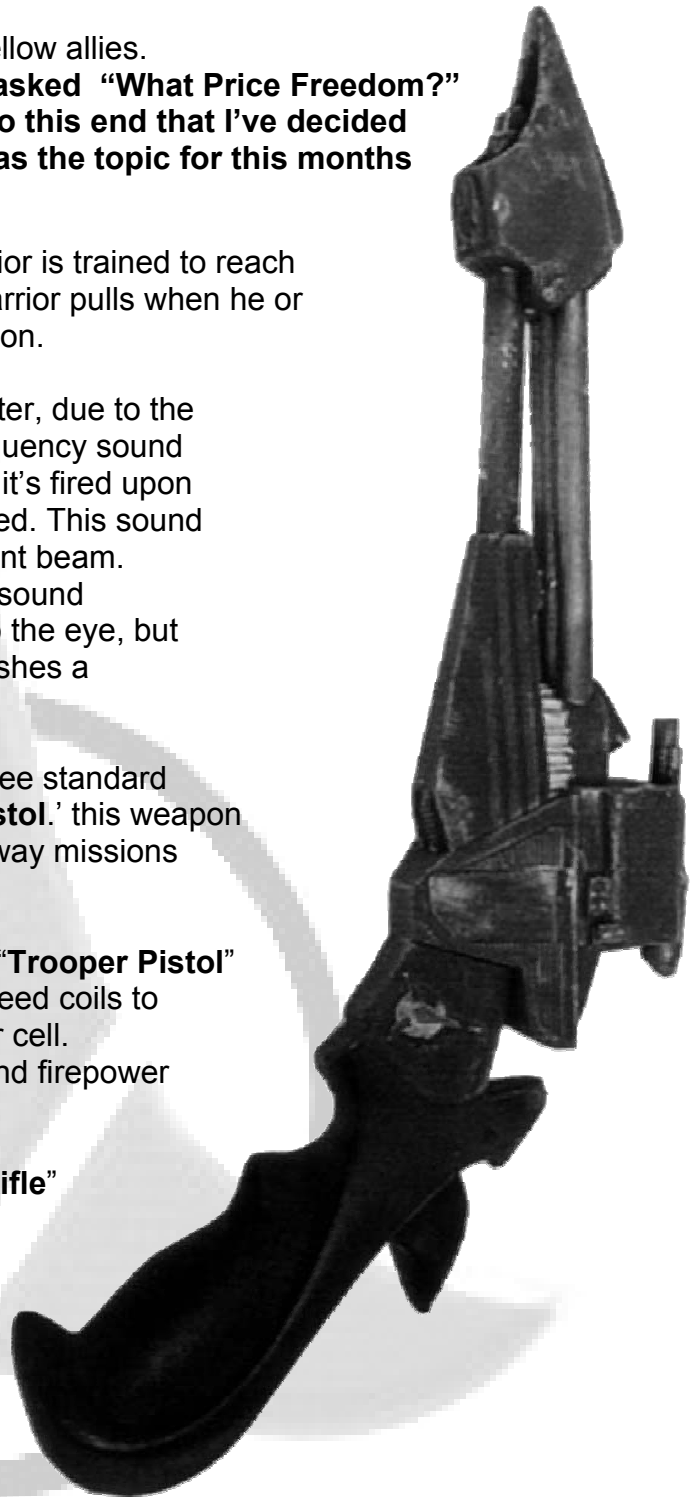 ellow allies.
asked “What Price Freedom?”
o this end that I’ve decided
as the topic for this months
ior is trained to reach
arrior pulls when he or
on.
ter, due to the
quency sound
it’s fired upon
ed. This sound
nt beam.
sound
o the eye, but
shes a
ee standard
stol.’ this weapon
way missions
“Trooper Pistol”
eed coils to
r cell.
nd firepower
ifle”